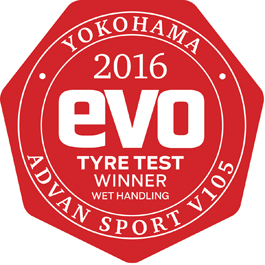 YOKOHAMA
2016
evo
TYRE TEST
WINNER
WET HANDLING
ADVAN SPORT V105